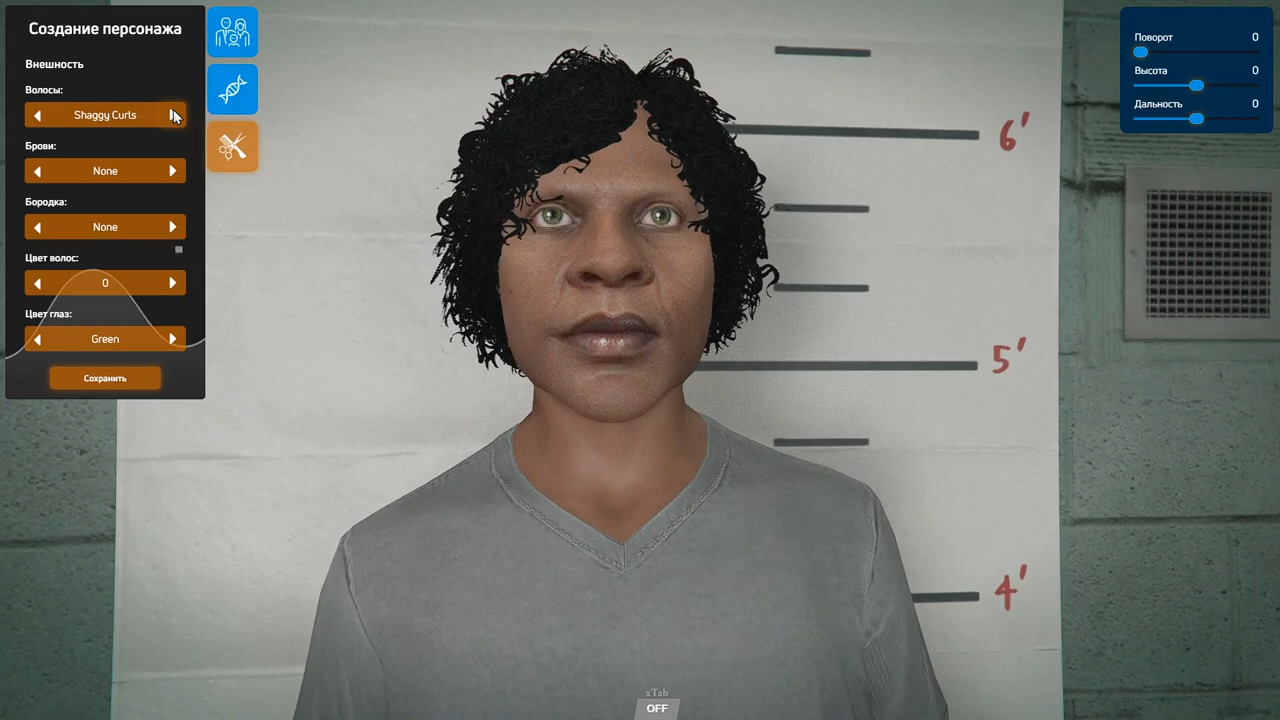 Создание персонажа
Внешность
Волосы:
Shaggy Curls
Брови:
None
Бородка:
None
Цвет волос:
0
Цвет глаз:
Green
Сохранить
Поворот 0
Высота 0
Дальность 0
6'
5'
4'
xTab
OFF